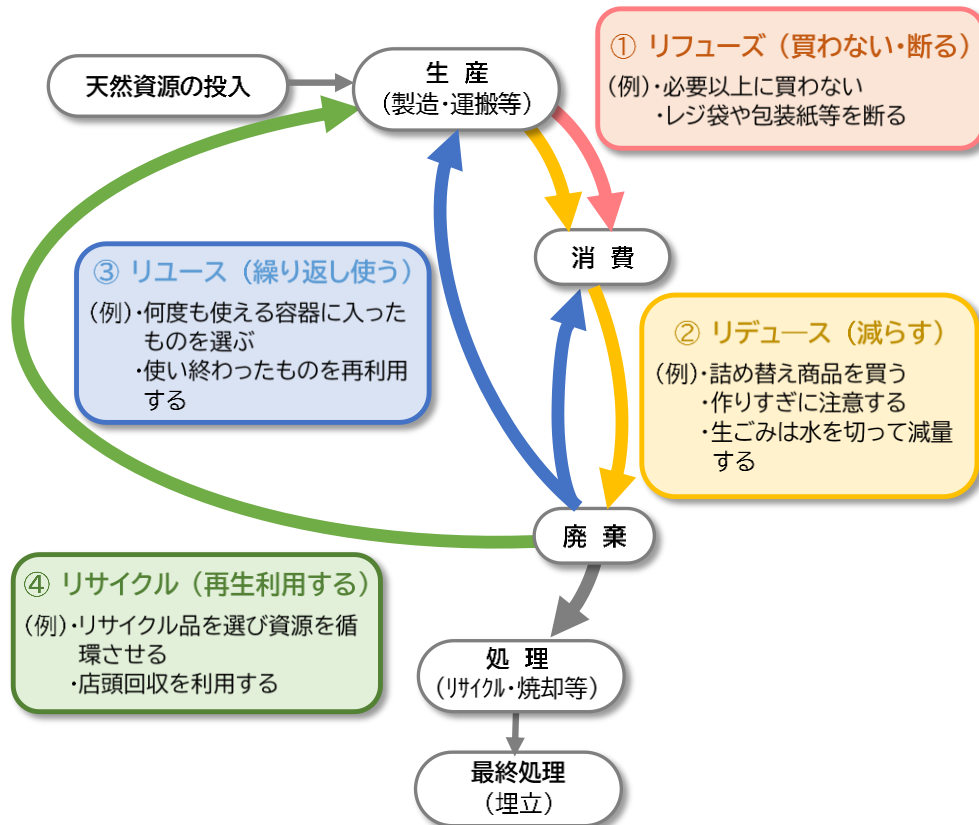 ① リフューズ（買わない・断る）
（例）・必要以上に買わない
・レジ袋や包装紙等を断る
天然資源の投入
生 産
（製造・運搬等）
消 費
③ リユース（繰り返し使う）
（例）・何度も使える容器に入った
ものを選ぶ
・使い終わったものを再利用
する
② リデュース（減らす）
（例）・詰め替え商品を買う
・作りすぎに注意する
・生ごみは水を切って減量
する
廃 棄
④ リサイクル（再生利用する）
（例）・リサイクル品を選び資源を循
環させる
・店頭回収を利用する
処 理
（ﾘｻｲｸﾙ・焼却等）
最終処理
（埋立）